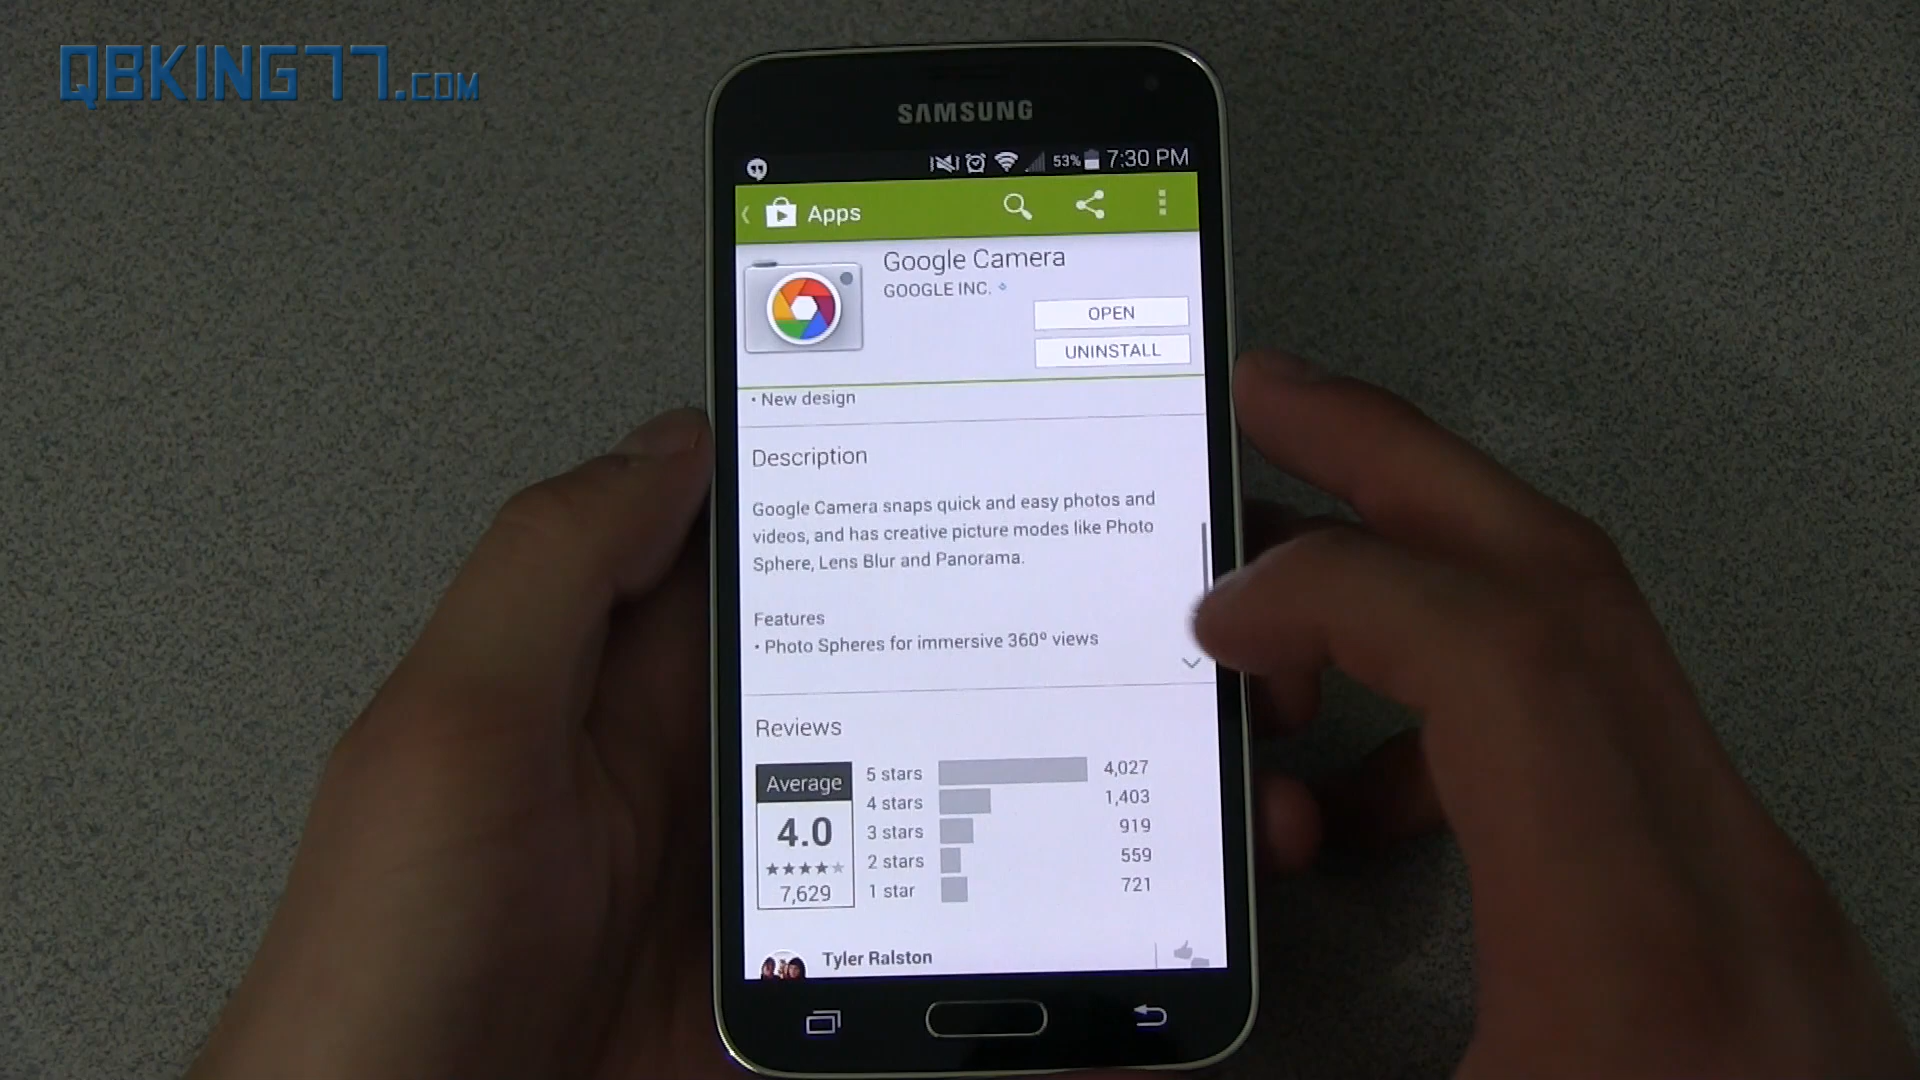 QBKING77.COM
SAMSUNG
53% 7:30 PM
Apps
Google Camera
GOOGLE INC.
OPEN
UNINSTALL
• New design
Description
Google Camera snaps quick and easy photos and
videos, and has creative picture modes like Photo
Sphere, Lens Blur and Panorama.
Features
• Photo Spheres for immersive 360º views
Reviews
Average
4.0
7,629
5 stars 4,027
4 stars 1,403
3 stars 919
2 stars 559
1 star 721
Tyler Ralston